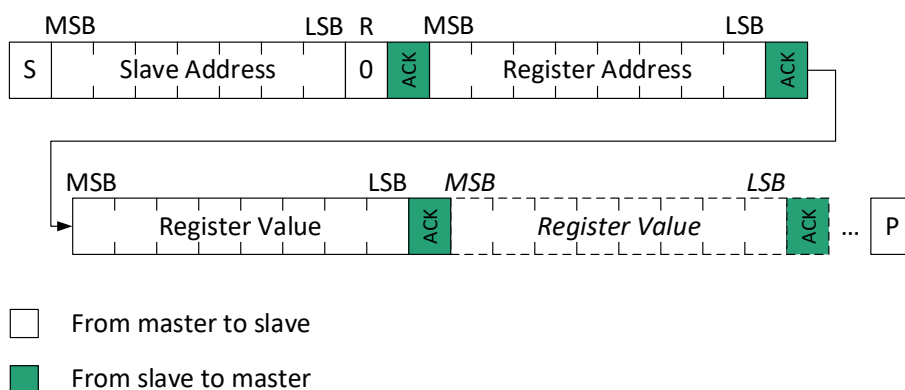 MSB LSB R MSB LSB
S Slave Address 0 ACK Register Address ACK
MSB LSB MSB LSB
Register Value ACK Register Value ACK ... P
From master to slave
From slave to master